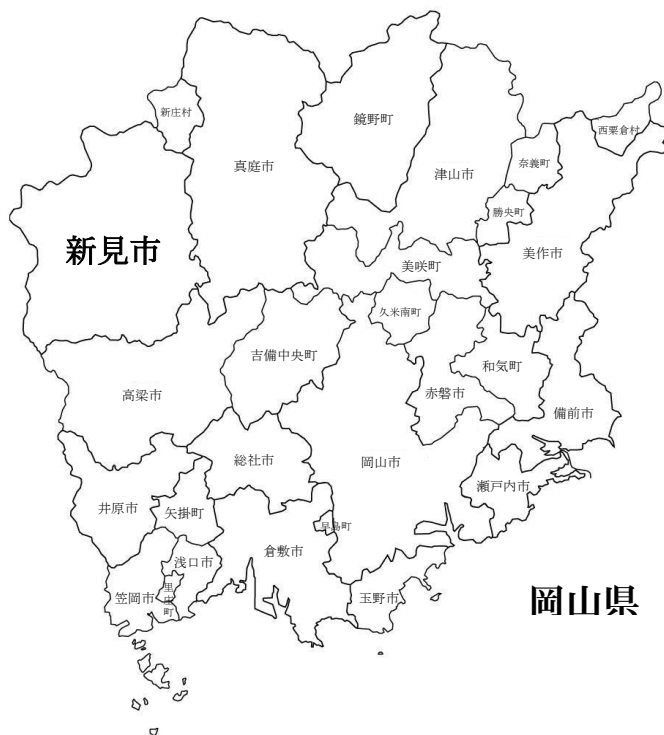 新庄村
鏡野町
西粟倉村
真庭市
津山市
奈義町
勝央町
新見市
美作市
美咲町
久米南町
吉備中央町
和気町
高梁市
赤磐市
備前市
総社市
岡山市
瀬戸内市
井原市
矢掛町
早島町
倉敷市
浅口市
笠岡市
里庄町
玉野市
岡山県